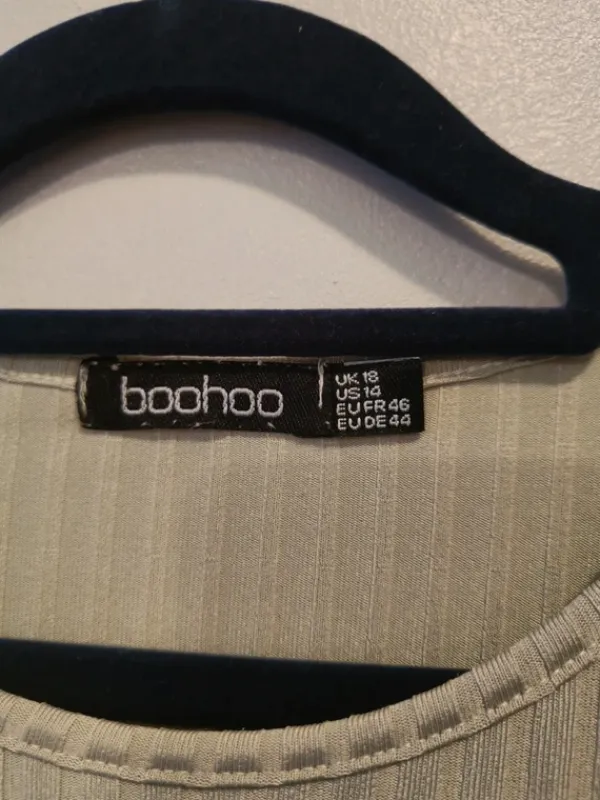 boohoo
UK 18
US 14
EU FR 46
EU DE 44